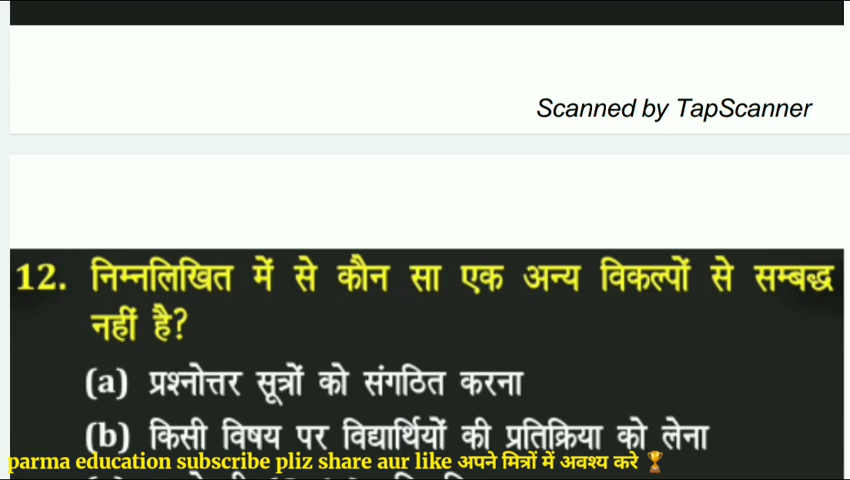 Scanned by TapScanner
12. निम्नलिखित में से कौन सा एक अन्य विकल्पों से सम्बद्ध
नहीं है?
(a) प्रश्नोत्तर सूत्रों को संगठित करना
(b) किसी विषय पर विद्यार्थियों की प्रतिक्रिया को लेना
parma education subscribe pliz share aur like अपने मित्रों में अवश्य करे 🏆